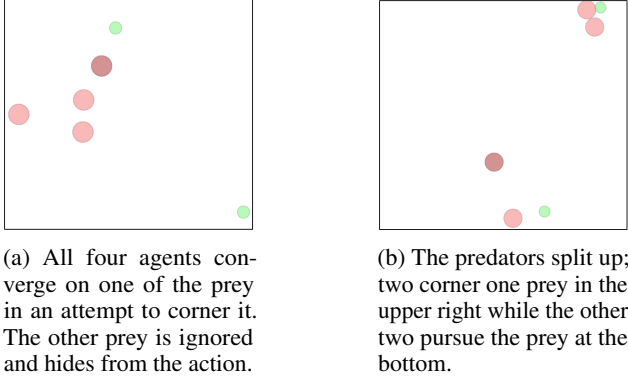 (a) All four agents con-
verge on one of the prey
in an attempt to corner it.
The other prey is ignored
and hides from the action.
(b) The predators split up;
two corner one prey in the
upper right while the other
two pursue the prey at the
bottom.